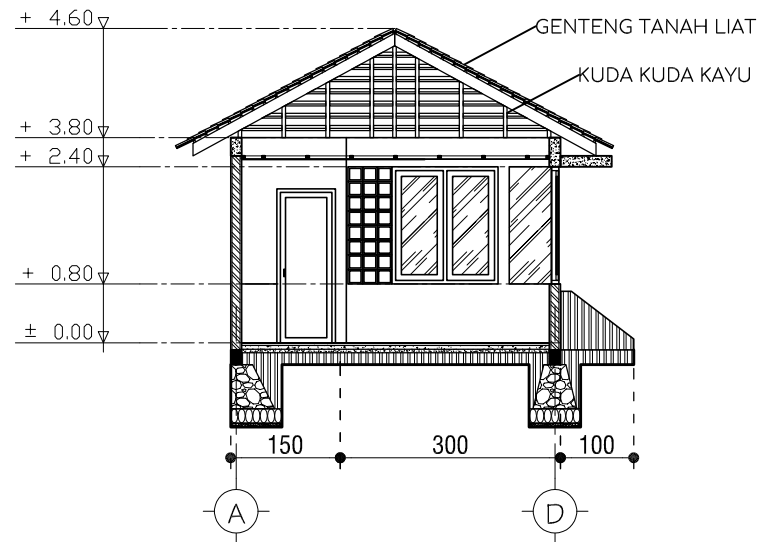 + 4.60
GENTENG TANAH LIAT
KUDA KUDA KAYU
+ 3.80
+ 2.40
+ 0.80
± 0.00
150
300
100
A
D